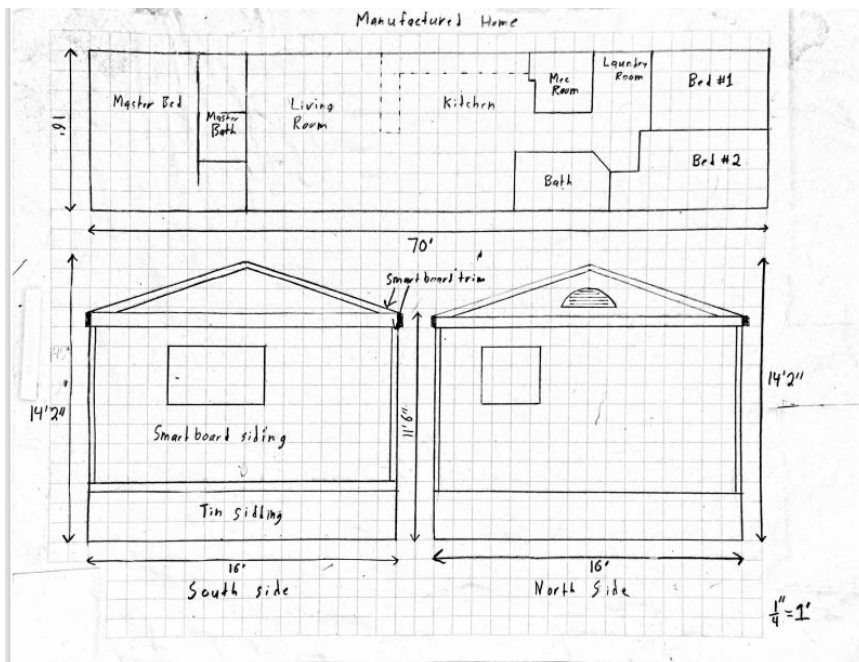 Manufactured Home
Master Bed
Master
Bath
Living
Room
Kitchen
Mec
Room
Laundry
Room
Bed #1
Bed #2
Bath
16'
70'
Smartboard trim
14'2"
Smartboard siding
11'6"
Tin sidling
16'
South side
14'2"
16'
North Side
1/4"=1'